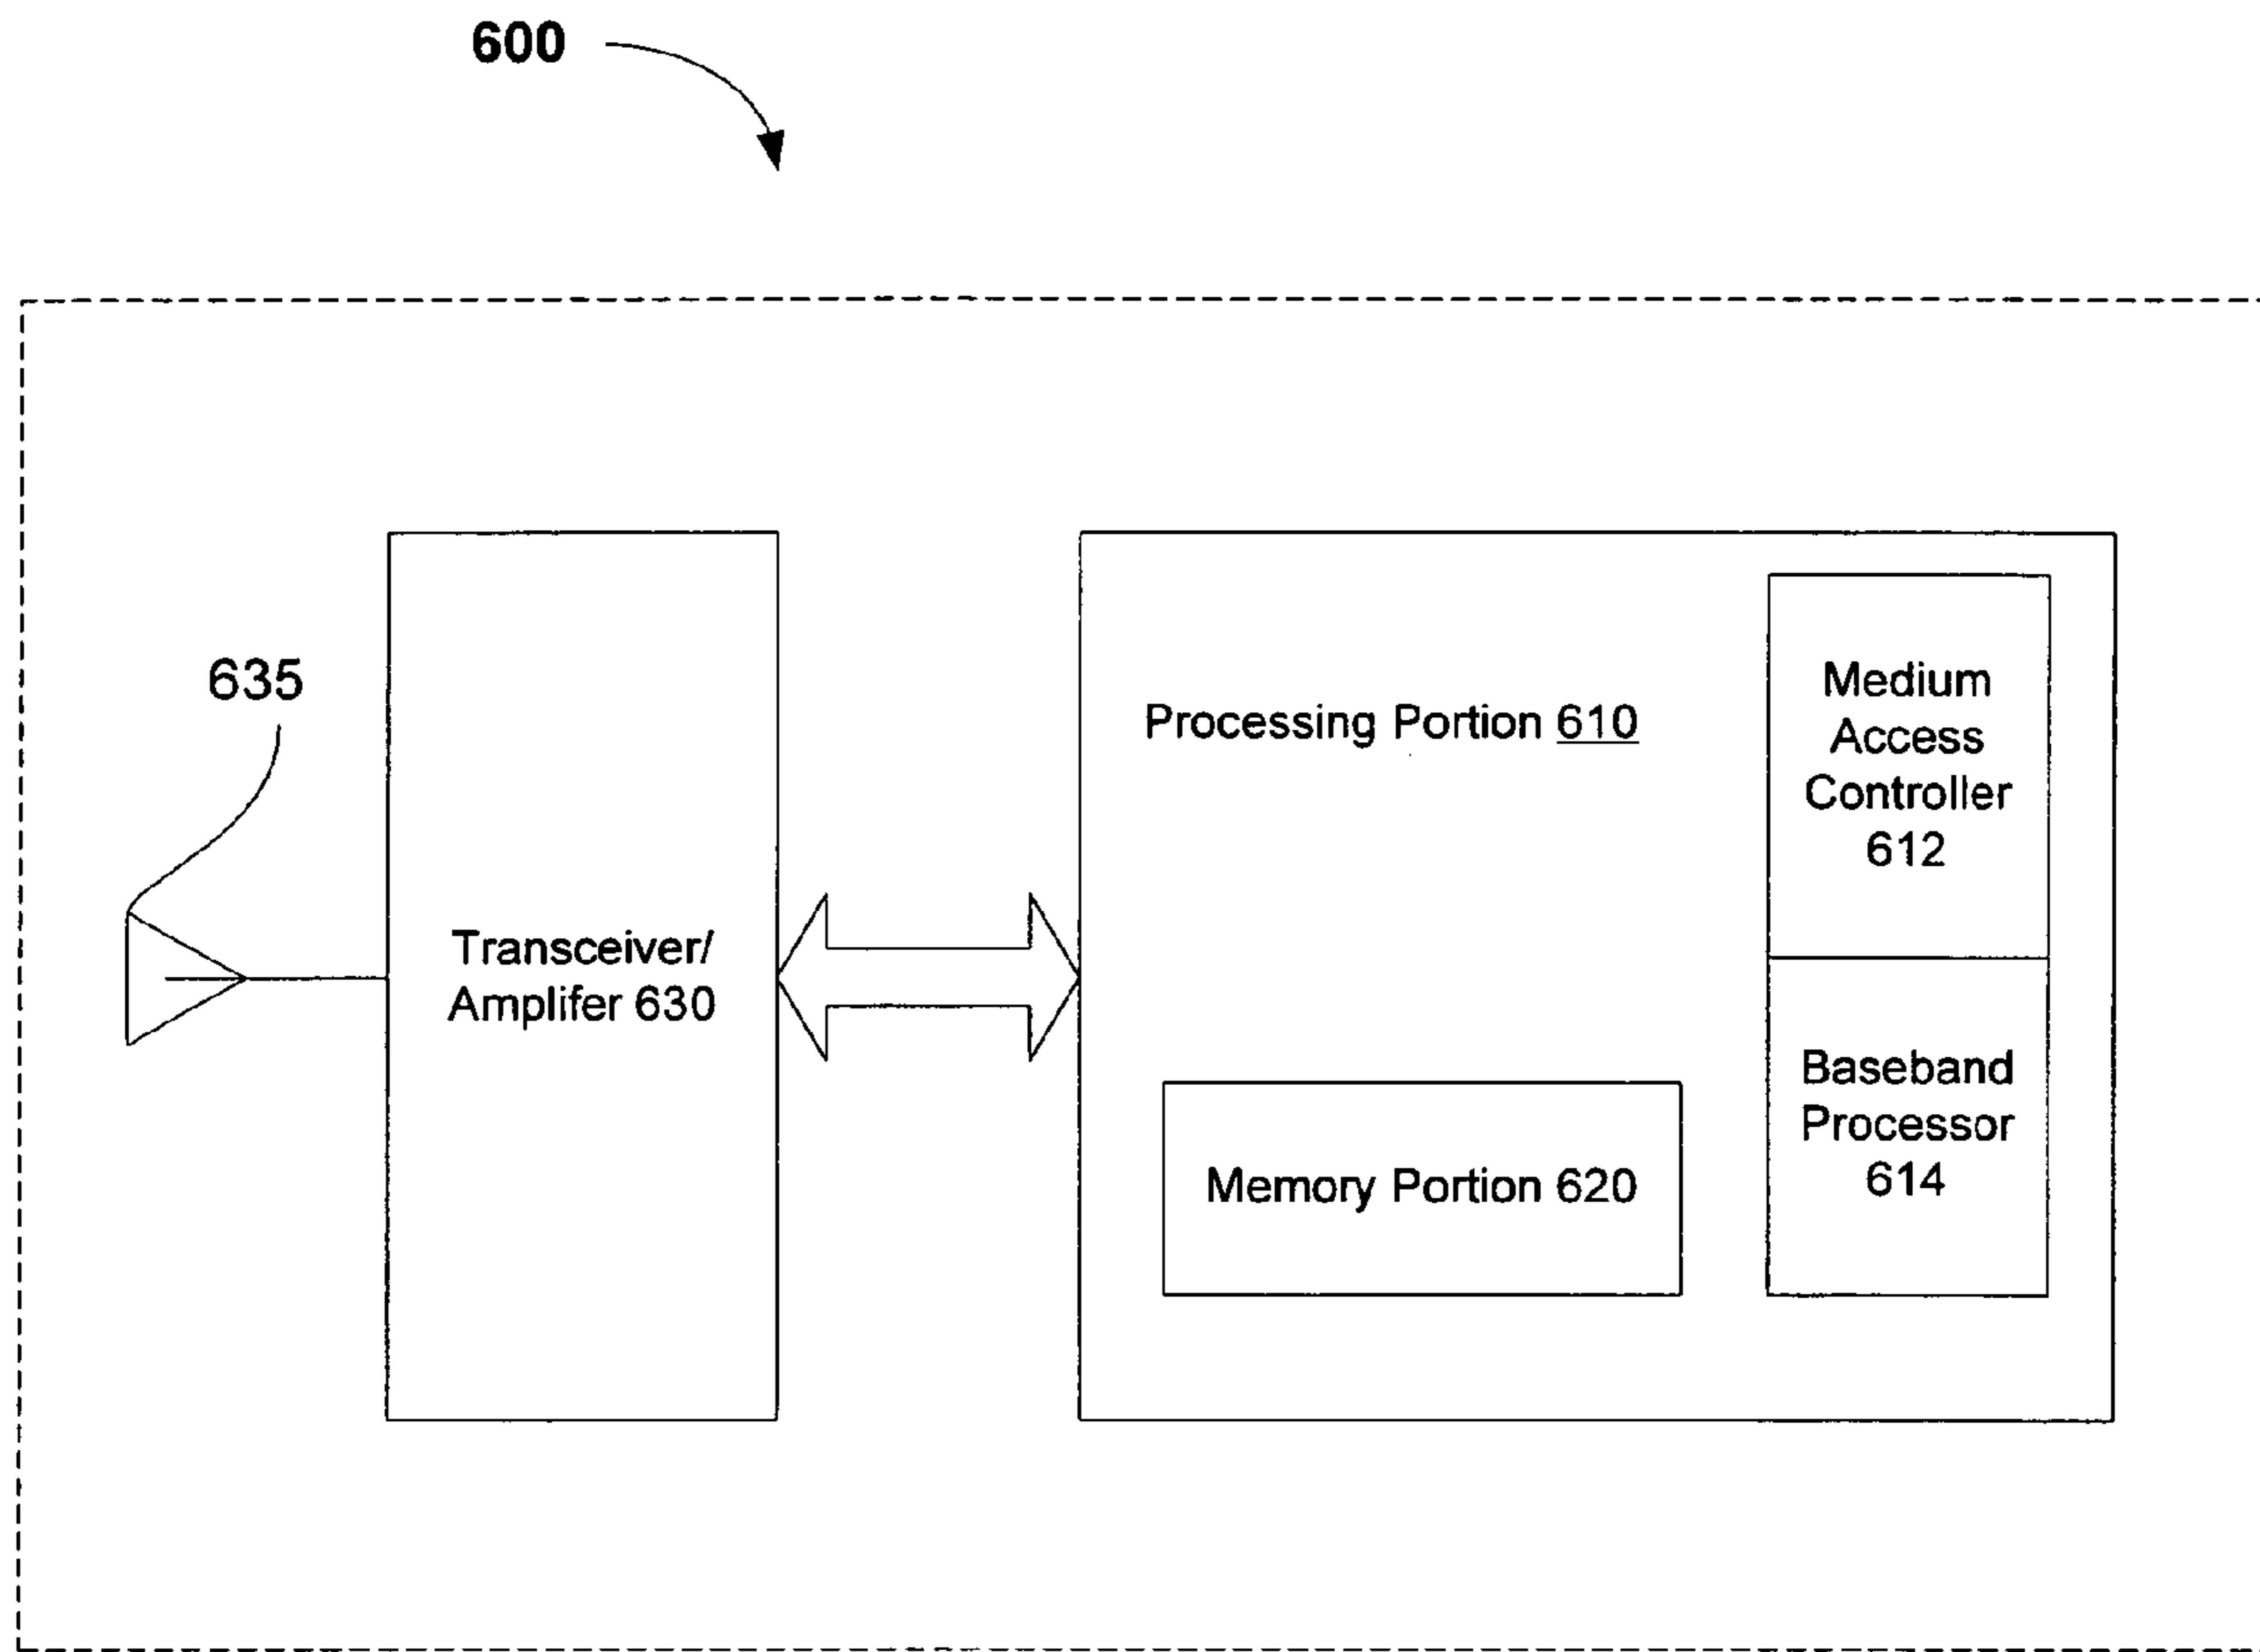 600
635
Transceiver/
Amplifer 630
Processing Portion 610
Memory Portion 620
Medium
Access
Controller
612
Baseband
Processor
614